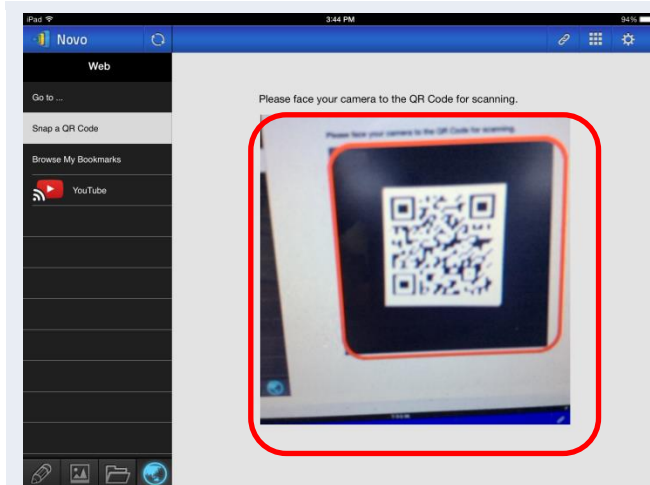 iPad
3:44 PM
94%
Novo
Web
Go to ...
Snap a QR Code
Browse My Bookmarks
YouTube
Please face your camera to the QR Code for scanning.
Please face your camera to the QR Code for scanning.